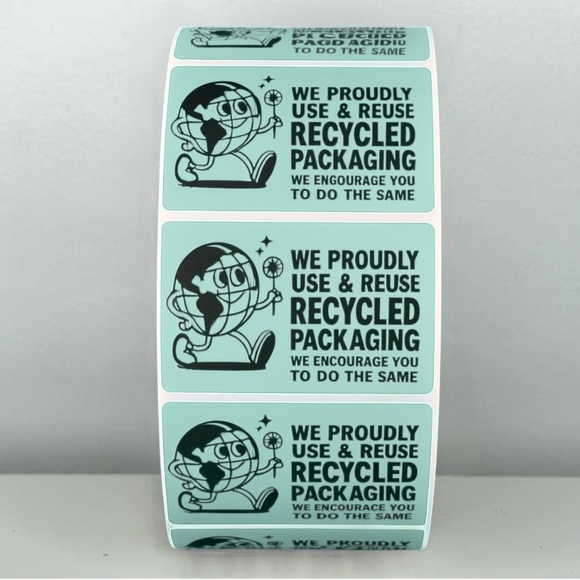 TO DO THE SAME
WE PROUDLY
USE & REUSE
RECYCLED
PACKAGING
WE ENGOURAGE YOU
TO DO THE SAME
WE PROUDLY
USE & REUSE
RECYCLED
PACKAGING
WE ENCOURAGE YOU
TO DO THE SAME
WE PROUDLY
USE & REUSE
RECYCLED
PACKAGING
WE ENCOURACE YOU
TO DO THE SAME
WE PROUDLY